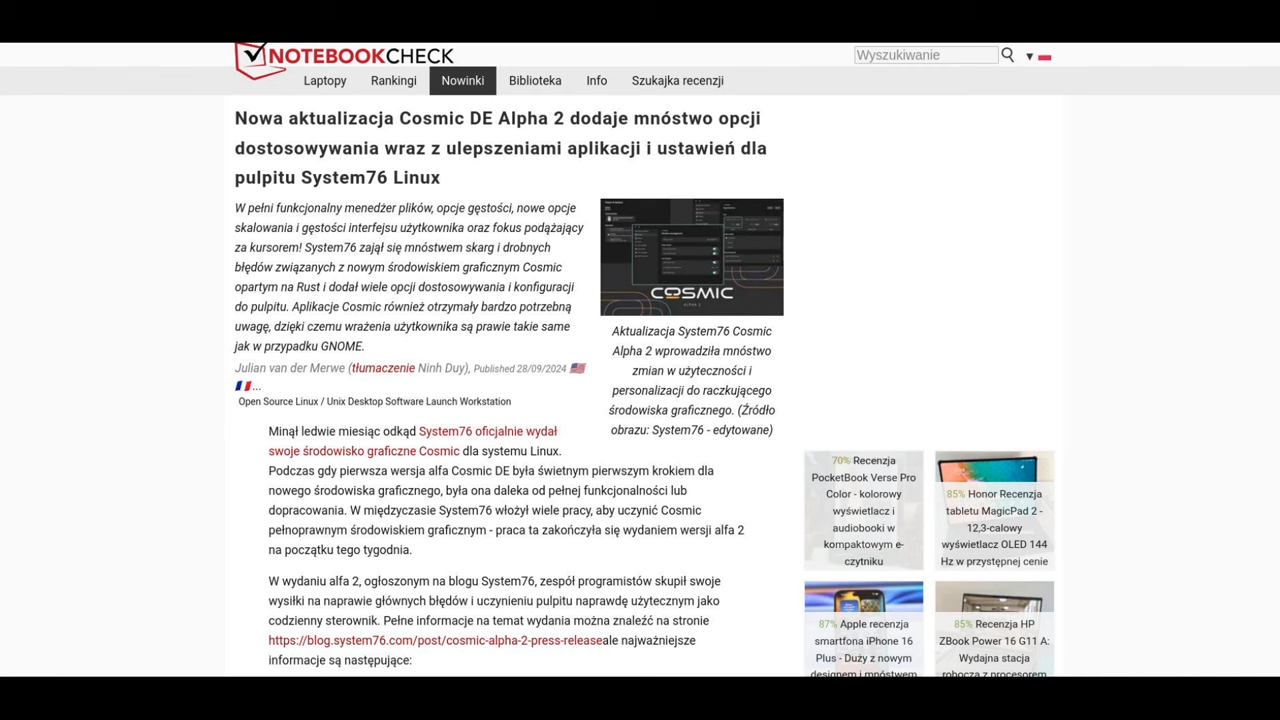 NOTEBOOKCHECK
Wyszukiwanie
Laptopy Rankingi Nowinki Biblioteka Info Szukajka recenzji
Nowa aktualizacja Cosmic DE Alpha 2 dodaje mnóstwo opcji
dostosowywania wraz z ulepszeniami aplikacji i ustawień dla
pulpitu System76 Linux
W pełni funkcjonalny menedżer plików, opcje gęstości, nowe opcje
skalowania i gęstości interfejsu użytkownika oraz fokus podążający
za kursorem! System76 zajął się mnóstwem skarg i drobnych
błędów związanych z nowym środowiskiem graficznym Cosmic
opartym na Rust i dodał wiele opcji dostosowywania i konfiguracji
do pulpitu. Aplikacje Cosmic również otrzymały bardzo potrzebną
uwagę, dzięki czemu wrażenia użytkownika są prawie takie same
jak w przypadku GNOME.
Julian van der Merwe (tłumaczenie Ninh Duy), Published 28/09/2024
...
Open Source Linux / Unix Desktop Software Launch Workstation
COSMIC
ALPHA 2
Aktualizacja System76 Cosmic
Alpha 2 wprowadziła mnóstwo
zmian w użyteczności i
personalizacji do raczkującego
środowiska graficznego. (Źródło
obrazu: System76 - edytowane)
Minął ledwie miesiąc odkąd System76 oficjalnie wydał
swoje środowisko graficzne Cosmic dla systemu Linux.
Podczas gdy pierwsza wersja alfa Cosmic DE była świetnym pierwszym krokiem dla
nowego środowiska graficznego, była ona daleka od pełnej funkcjonalności lub
dopracowania. W międzyczasie System76 włożył wiele pracy, aby uczynić Cosmic
pełnoprawnym środowiskiem graficznym - praca ta zakończyła się wydaniem wersji alfa 2
na początku tego tygodnia.
W wydaniu alfa 2, ogłoszonym na blogu System76, zespół programistów skupił swoje
wysiłki na naprawie głównych błędów i uczynieniu pulpitu naprawdę użytecznym jako
codzienny sterownik. Pełne informacje na temat wydania można znaleźć na stronie
https://blog.system76.com/post/cosmic-alpha-2-press-releaseale najważniejsze
informacje są następujące:
70% Recenzja
PocketBook Verse Pro
Color - kolorowy
wyświetlacz i
audiobooki w
kompaktowym e-
czytniku
85% Honor Recenzja
tabletu MagicPad 2 -
12,3-calowy
wyświetlacz OLED 144
Hz w przystępnej cenie
87% Apple recenzja
smartfona iPhone 16
Plus - Duży z nowym
designem i mnóstwem
85% Recenzja HP
ZBook Power 16 G11 A:
Wydajna stacja
robocza z procesorem